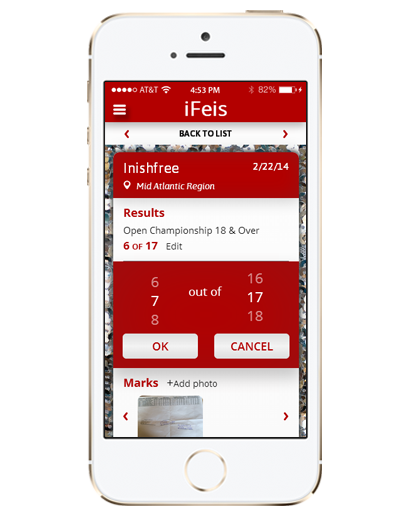 AT&T 4:53 PM 82%
iFeis
BACK TO LIST
Inishfree 2/22/14
Mid Atlantic Region
Results
Open Championship 18 & Over
6 OF 17 Edit
6 16
7 out of 17
8 18
OK CANCEL
Marks +Add photo